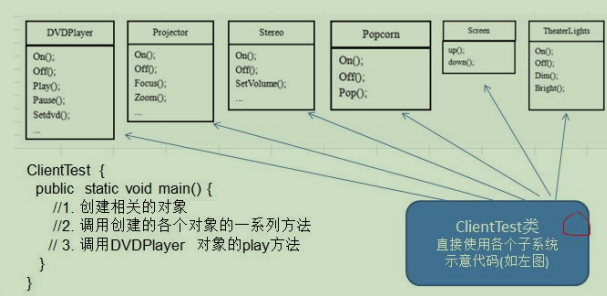 DVDPlayer
On();
Off();
Play();
Pause();
Setdvd();
...
Projector
On();
Off();
Focus();
Zoom();
...
Stereo
On();
Off();
SetVolume();
...
Popcorn
On();
Off();
Pop();
Screen
up();
down();
TheaterLights
On();
Off();
Dim();
Bright();
ClientTest {
public static void main() {
//1. 创建相关的对象
//2. 调用创建的各个对象的一系列方法
// 3. 调用DVDPlayer 对象的play方法
}
}
ClientTest类
直接使用各个子系统
示意代码(如左图)